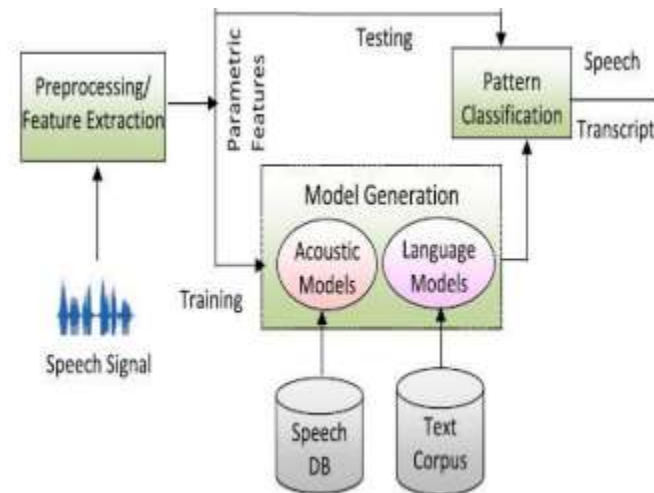 Testing
Preprocessing/
Feature Extraction
Parametric
Features
Pattern
Classification
Speech
Transcript
Model Generation
Acoustic
Models
Language
Models
Training
Speech Signal
Speech
DB
Text
Corpus